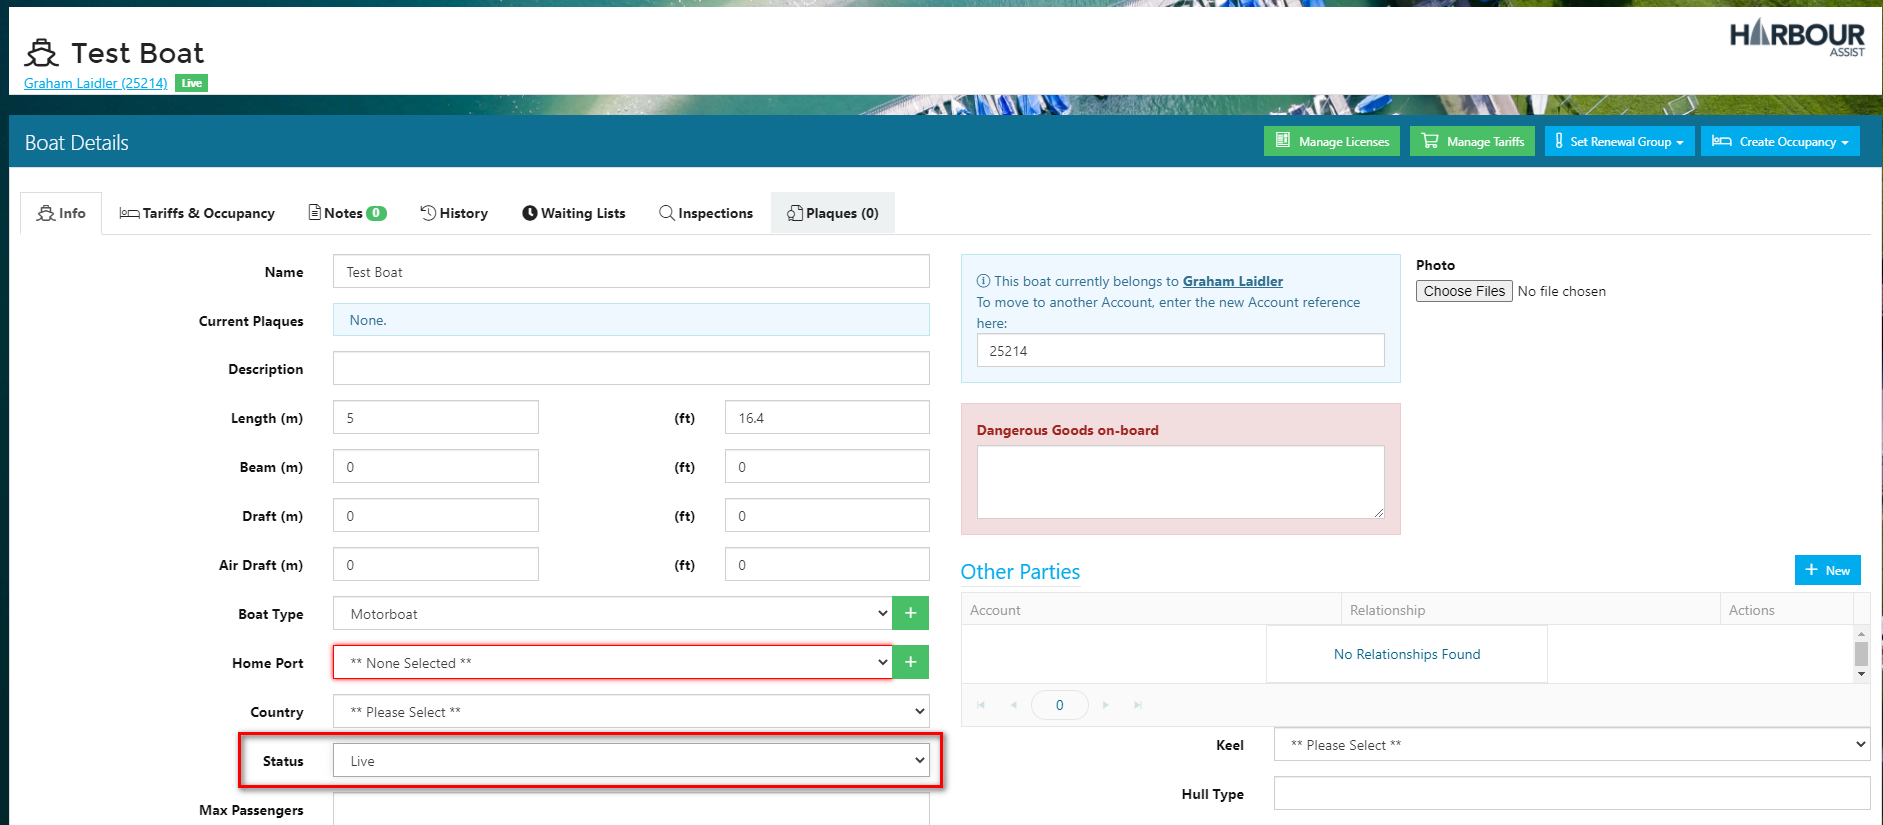 Test Boat
Graham Laidler (25214) Live
HARBOUR
ASSIST
Boat Details
Manage Licenses
Manage Tariffs
Set Renewal Group
Create Occupancy
Info
Tariffs & Occupancy
Notes 0
History
Waiting Lists
Inspections
Plaques (0)
Name Test Boat
Current Plaques None.
Description
Length (m) 5 (ft) 16.4
Beam (m) 0 (ft) 0
Draft (m) 0 (ft) 0
Air Draft (m) 0 (ft) 0
Boat Type Motorboat +
Home Port ** None Selected ** +
Country ** Please Select **
Status Live
Max Passengers
This boat currently belongs to Graham Laidler
To move to another Account, enter the new Account reference
here:
25214
Dangerous Goods on-board
Photo
Choose Files No file chosen
Other Parties
+ New
Account Relationship Actions
No Relationships Found
0
Keel ** Please Select **
Hull Type